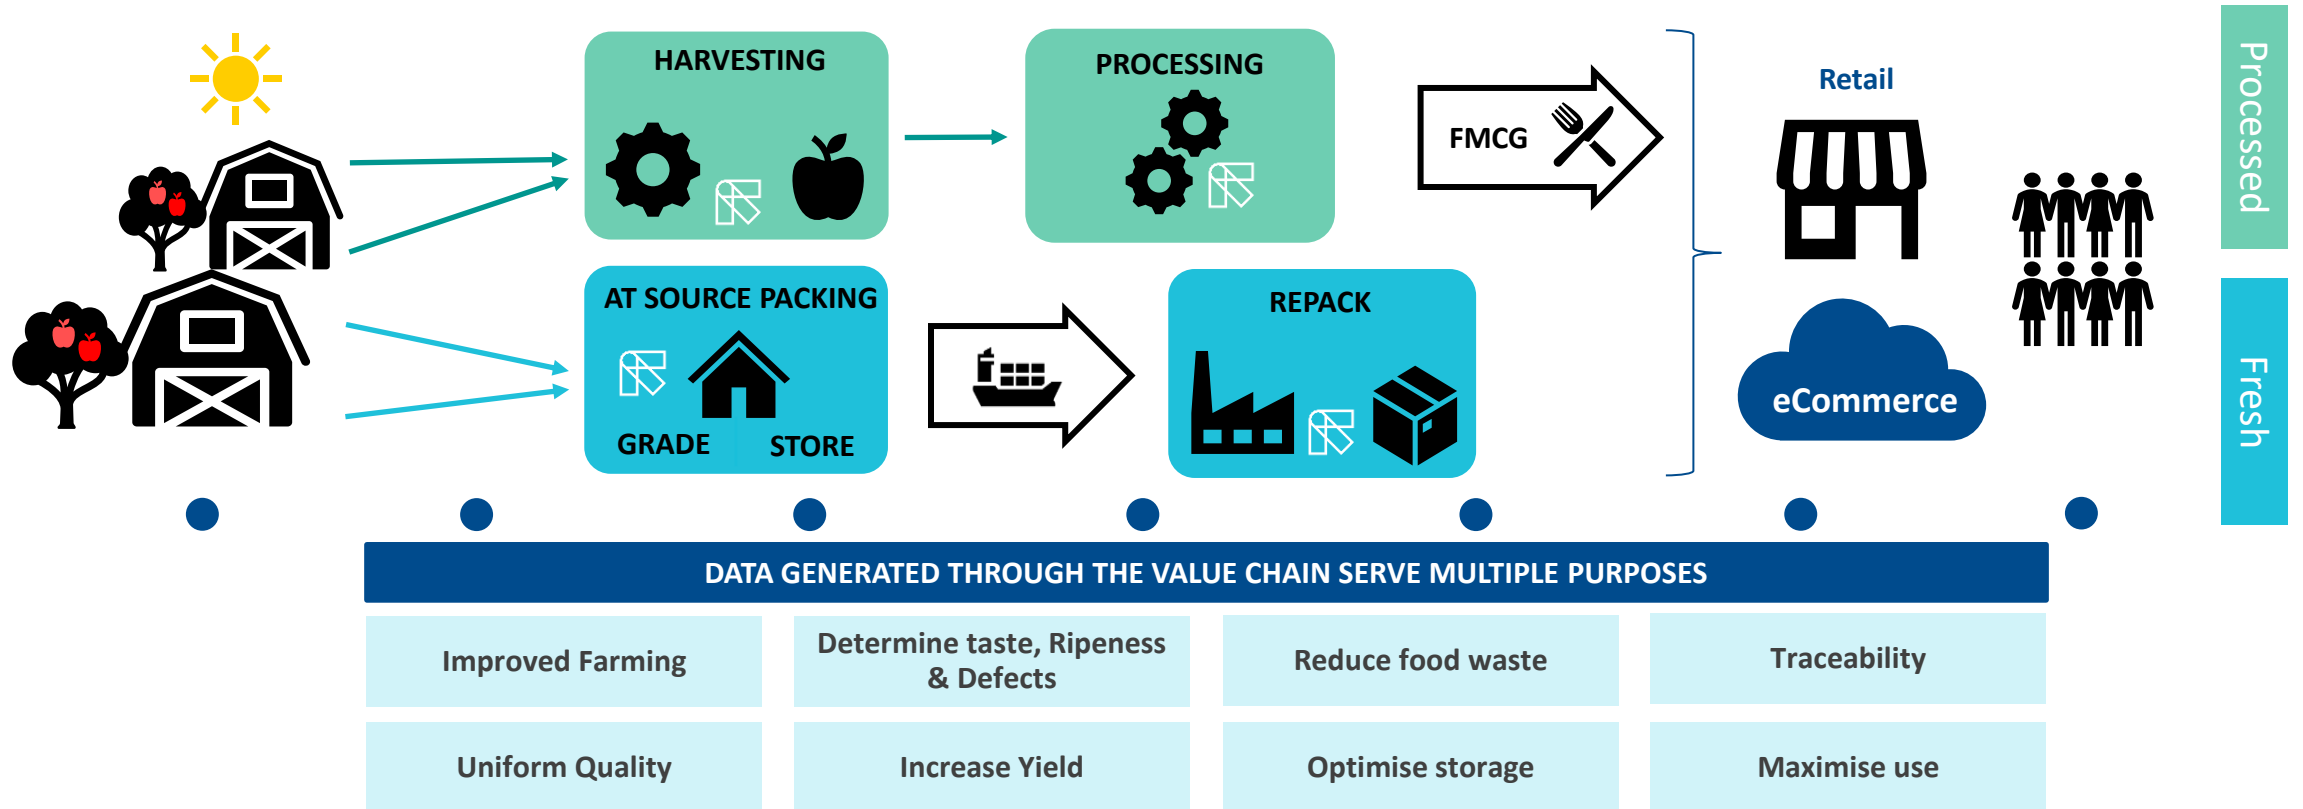 HARVESTING
PROCESSING
FMCG
Retail
Processed
AT SOURCE PACKING
GRADE
STORE
REPACK
eCommerce
Fresh
DATA GENERATED THROUGH THE VALUE CHAIN SERVE MULTIPLE PURPOSES
Improved Farming
Determine taste, Ripeness
& Defects
Reduce food waste
Traceability
Uniform Quality
Increase Yield
Optimise storage
Maximise use